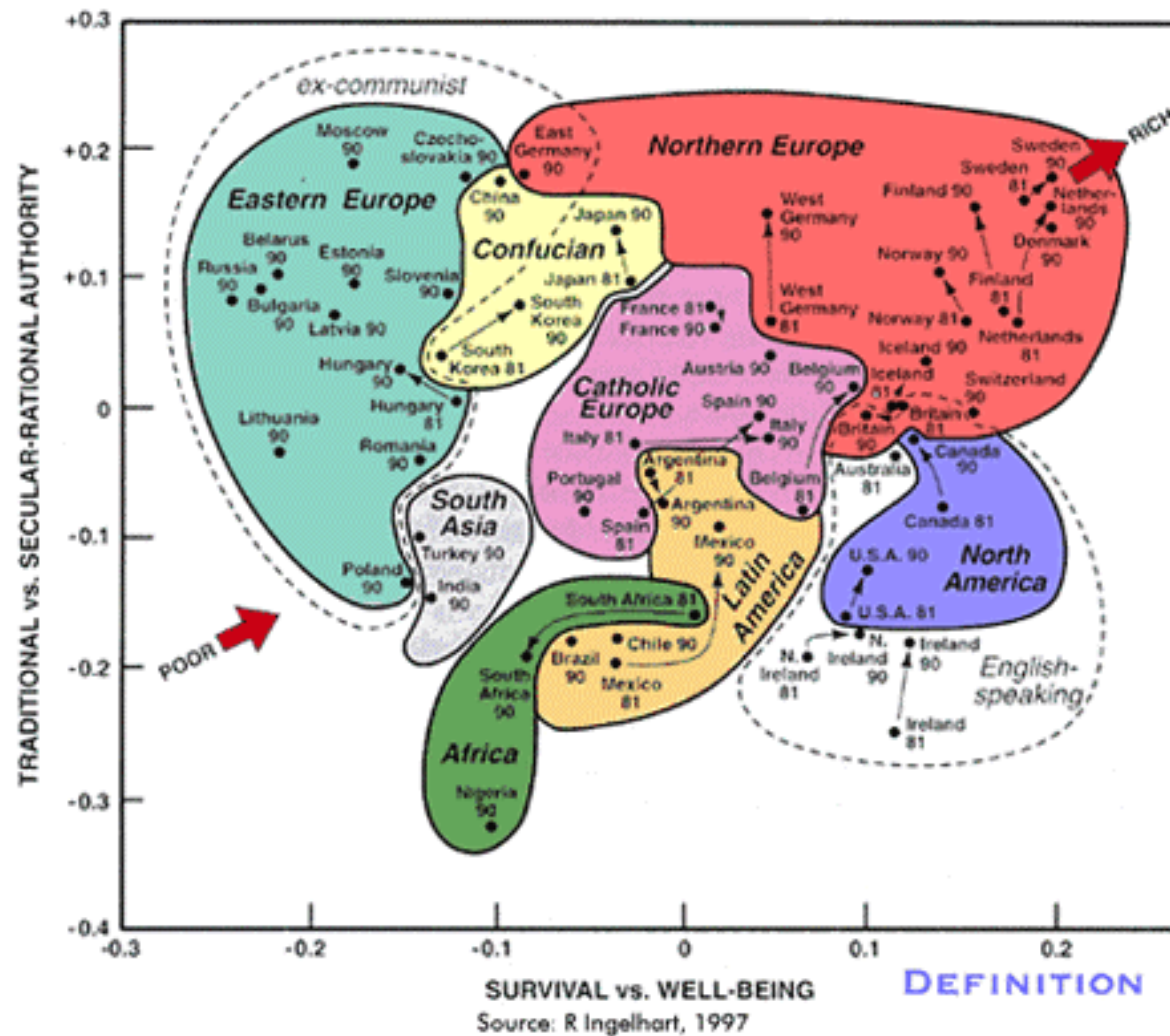 +0.3
+0.2
+0.1
0
-0.1
-0.2
-0.3
-0.4
TRADITIONAL vs. SECULAR-RATIONAL AUTHORITY
ex-communist
Moscow
90
Czecho-
slovakia 90
East
Germany
90
Northern Europe
RICH
Sweden
90
Sweden
81
Nether-
lands
90
Finland 90
Eastern Europe
China
90
Japan 90
West
Germany
90
Denmark
90
Confucian
Belarus
90
Estonia
90
Norway 90
Russia
90
Slovenia
90
Japan 81
Finland
81
Bulgaria
90
South
Korea
90
France 81
West
Germany
81
Norway 81
Netherlands
81
Latvia 90
France 90
Iceland 90
Hungary
90
South
Korea 81
Austria 90
Belgium
90
Iceland
81
Switzerland
90
Catholic
Europe
Hungary
81
Spain 90
Britain
81
Britain
90
Lithuania
90
Italy 81
Italy
90
Romania
90
Argentina
81
Canada
90
Australia
81
Portugal
90
Belgium
81
South
Asia
Argentina
90
Spain
81
Canada 81
Mexico
90
Turkey 90
U.S.A. 90
North
America
Poland
90
India
90
Latin
America
South Africa 81
U.S.A. 81
POOR
Brazil
90
Chile 90
N.
Ireland
81
N.
Ireland
90
Ireland
90
South
Africa
90
Mexico
81
English-
speaking
Ireland
81
Africa
Nigeria
90
-0.3
-0.2
-0.1
0
0.1
0.2
SURVIVAL vs. WELL-BEING
DEFINITION
Source: R Ingelhart, 1997